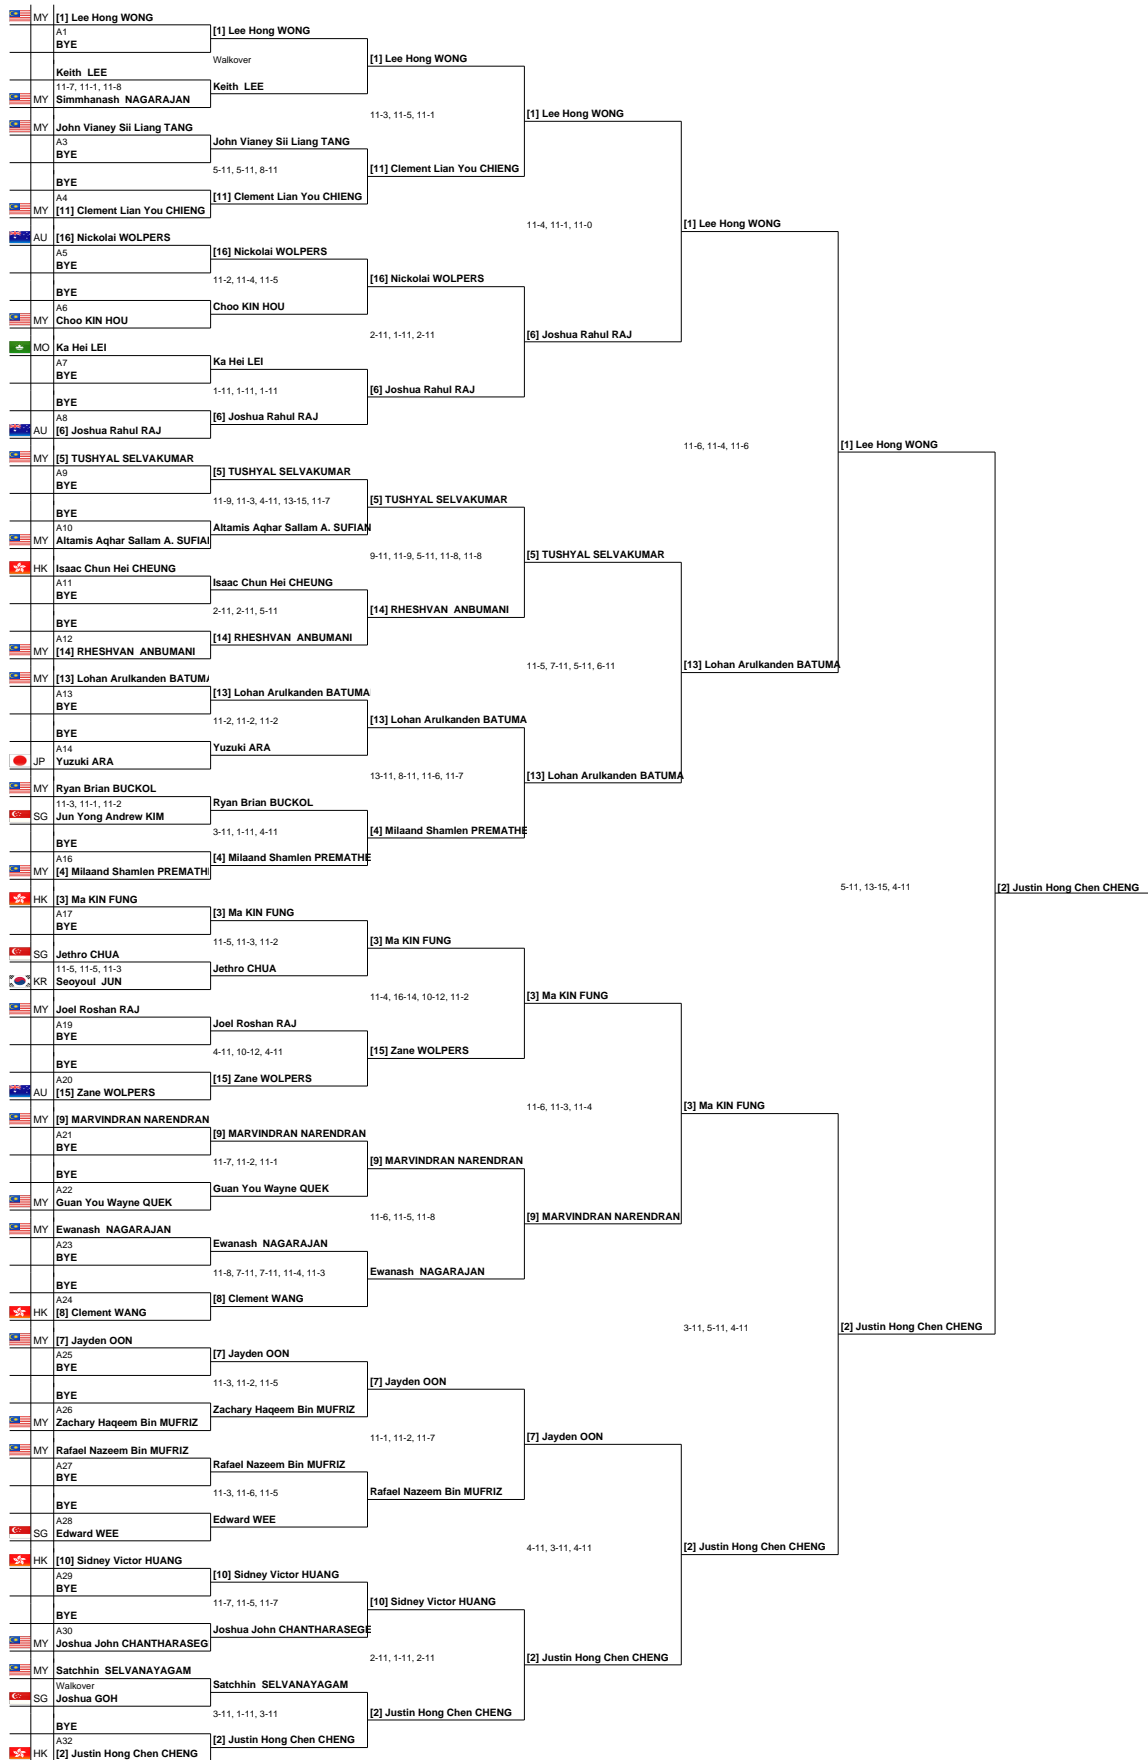 MY [1] Lee Hong WONG
A1 [1] Lee Hong WONG
BYE
Walkover [1] Lee Hong WONG
Keith LEE
11-7, 11-1, 11-8 Keith LEE
MY Simmhanash NAGARAJAN
11-3, 11-5, 11-1 [1] Lee Hong WONG
MY John Vianey Sii Liang TANG
A3 John Vianey Sii Liang TANG
BYE
5-11, 5-11, 8-11 [11] Clement Lian You CHIENG
BYE
A4 [11] Clement Lian You CHIENG
MY [11] Clement Lian You CHIENG
11-4, 11-1, 11-0 [1] Lee Hong WONG
AU [16] Nickolai WOLPERS
A5 [16] Nickolai WOLPERS
BYE
11-2, 11-4, 11-5 [16] Nickolai WOLPERS
BYE
A6 Choo KIN HOU
MY Choo KIN HOU
2-11, 1-11, 2-11 [6] Joshua Rahul RAJ
MO Ka Hei LEI
A7 Ka Hei LEI
BYE
1-11, 1-11, 1-11 [6] Joshua Rahul RAJ
BYE
A8 [6] Joshua Rahul RAJ
AU [6] Joshua Rahul RAJ
11-6, 11-4, 11-6 [1] Lee Hong WONG
MY [5] TUSHYAL SELVAKUMAR
A9 [5] TUSHYAL SELVAKUMAR
BYE
11-9, 11-3, 4-11, 13-15, 11-7 [5] TUSHYAL SELVAKUMAR
BYE
A10 Altamis Aqhar Sallam A. SUFIAN
MY Altamis Aqhar Sallam A. SUFIAI
9-11, 11-9, 5-11, 11-8, 11-8 [5] TUSHYAL SELVAKUMAR
HK Isaac Chun Hei CHEUNG
A11 Isaac Chun Hei CHEUNG
BYE
2-11, 2-11, 5-11 [14] RHESHVAN ANBUMANI
BYE
A12 [14] RHESHVAN ANBUMANI
MY [14] RHESHVAN ANBUMANI
11-5, 7-11, 5-11, 6-11 [13] Lohan Arulkanden BATUMA
MY [13] Lohan Arulkanden BATUMA
A13 [13] Lohan Arulkanden BATUMA
BYE
11-2, 11-2, 11-2 [13] Lohan Arulkanden BATUMA
BYE
A14 Yuzuki ARA
JP Yuzuki ARA
13-11, 8-11, 11-6, 11-7 [13] Lohan Arulkanden BATUMA
MY Ryan Brian BUCKOL
11-3, 11-1, 11-2 Ryan Brian BUCKOL
SG Jun Yong Andrew KIM
3-11, 1-11, 4-11 [4] Milaand Shamlen PREMATHE
BYE
A16 [4] Milaand Shamlen PREMATHE
MY [4] Milaand Shamlen PREMATHI
5-11, 13-15, 4-11 [2] Justin Hong Chen CHENG
HK [3] Ma KIN FUNG
A17 [3] Ma KIN FUNG
BYE
11-5, 11-3, 11-2 [3] Ma KIN FUNG
SG Jethro CHUA
11-5, 11-5, 11-3 Jethro CHUA
KR Seoyoul JUN
11-4, 16-14, 10-12, 11-2 [3] Ma KIN FUNG
MY Joel Roshan RAJ
A19 Joel Roshan RAJ
BYE
4-11, 10-12, 4-11 [15] Zane WOLPERS
BYE
A20 [15] Zane WOLPERS
AU [15] Zane WOLPERS
11-6, 11-3, 11-4 [3] Ma KIN FUNG
MY [9] MARVINDRAN NARENDRAN
A21 [9] MARVINDRAN NARENDRAN
BYE
11-7, 11-2, 11-1 [9] MARVINDRAN NARENDRAN
BYE
A22 Guan You Wayne QUEK
MY Guan You Wayne QUEK
11-6, 11-5, 11-8 [9] MARVINDRAN NARENDRAN
MY Ewanash NAGARAJAN
A23 Ewanash NAGARAJAN
BYE
11-8, 7-11, 7-11, 11-4, 11-3 Ewanash NAGARAJAN
BYE
A24 [8] Clement WANG
HK [8] Clement WANG
3-11, 5-11, 4-11 [2] Justin Hong Chen CHENG
MY [7] Jayden OON
A25 [7] Jayden OON
BYE
11-3, 11-2, 11-5 [7] Jayden OON
BYE
A26 Zachary Haqeem Bin MUFRIZ
MY Zachary Haqeem Bin MUFRIZ
11-1, 11-2, 11-7 [7] Jayden OON
MY Rafael Nazeem Bin MUFRIZ
A27 Rafael Nazeem Bin MUFRIZ
BYE
11-3, 11-6, 11-5 Rafael Nazeem Bin MUFRIZ
BYE
A28 Edward WEE
SG Edward WEE
4-11, 3-11, 4-11 [2] Justin Hong Chen CHENG
HK [10] Sidney Victor HUANG
A29 [10] Sidney Victor HUANG
BYE
11-7, 11-5, 11-7 [10] Sidney Victor HUANG
BYE
A30 Joshua John CHANTHARASEGE
MY Joshua John CHANTHARASEG
2-11, 1-11, 2-11 [2] Justin Hong Chen CHENG
MY Satchhin SELVANAYAGAM
Walkover Satchhin SELVANAYAGAM
SG Joshua GOH
3-11, 1-11, 3-11 [2] Justin Hong Chen CHENG
BYE
A32 [2] Justin Hong Chen CHENG
HK [2] Justin Hong Chen CHENG